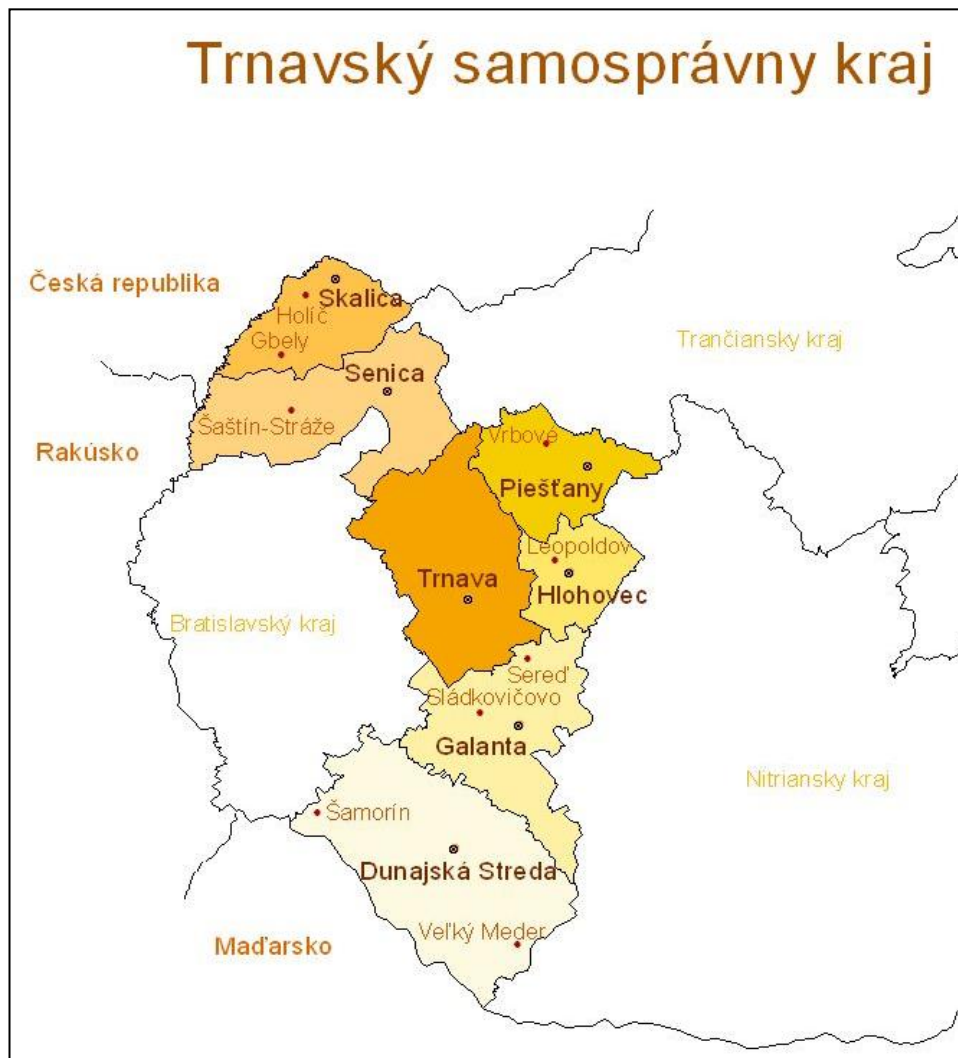 Trnavský samosprávny kraj
Česká republika
Skalica
Holíč
Gbely
Trančiansky kraj
Senica
Šaštín-Stráže
Rakúsko
Vrbové
Piešťany
Leopoldov
Trnava
Hlohovec
Bratislavský kraj
Sereď
Sládkovičovo
Galanta
Nitriansky kraj
Šamorín
Dunajská Streda
Veľký Meder
Maďarsko